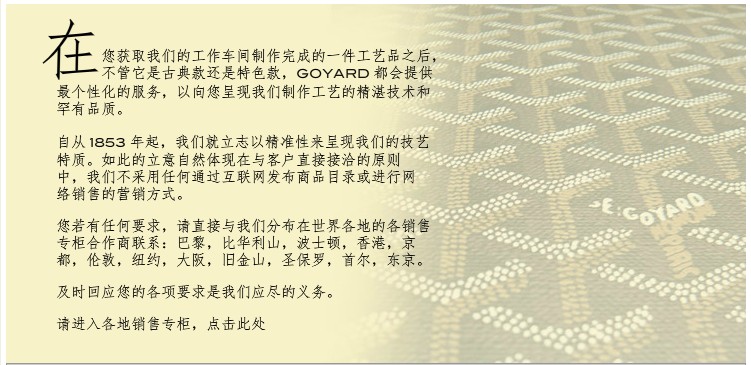 在您获取我们的工作车间制作完成的一件工艺品之后，
不管它是古典款还是特色款，GOYARD 都会提供
最个性化的服务，以向您呈现我们制作工艺的精湛技术和
罕有品质。
自从 1853 年起，我们就立志以精准性来呈现我们的技艺
特质。如此的立意自然体现在与客户直接接洽的原则
中，我们不采用任何通过互联网发布商品目录或进行网
络销售的营销方式。
您若有任何要求，请直接与我们分布在世界各地的各销售
专柜合作商联系：巴黎，比华利山，波士顿，香港，京
都，伦敦，纽约，大阪，旧金山，圣保罗，首尔，东京。
及时回应您的各项要求是我们应尽的义务。
请进入各地销售专柜，点击此处
E.GOYARD